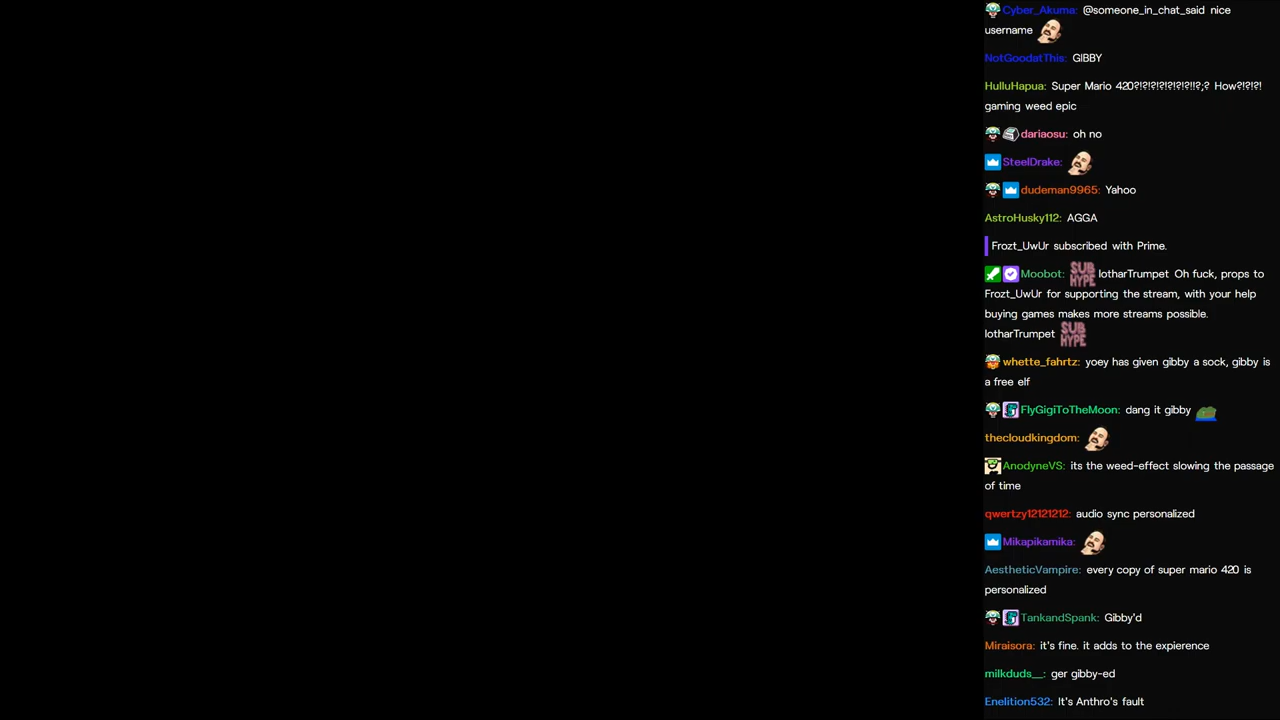 Cyber_Akuma: @someone_in_chat_said nice
username
NotGoodatThis: GIBBY
HulluHapua: Super Mario 420?!?!?!?!?!?!?!!?;? How?!?!?!
gaming weed epic
dariaosu: oh no
SteelDrake:
dudeman9965: Yahoo
AstroHusky112: AGGA
Frozt_UwUr subscribed with Prime.
Moobot: SUB HYPE lotharTrumpet Oh fuck, props to
Frozt_UwUr for supporting the stream, with your help
buying games makes more streams possible.
lotharTrumpet SUB HYPE
whette_fahrtz: yoey has given gibby a sock, gibby is
a free elf
FlyGigiToTheMoon: dang it gibby
thecloudkingdom:
AnodyneVS: its the weed-effect slowing the passage
of time
qwertzy12121212: audio sync personalized
Mikapikamika:
AestheticVampire: every copy of super mario 420 is
personalized
TankandSpank: Gibby'd
Miraisora: it's fine. it adds to the expierence
milkduds__: ger gibby-ed
Enelition532: It's Anthro's fault